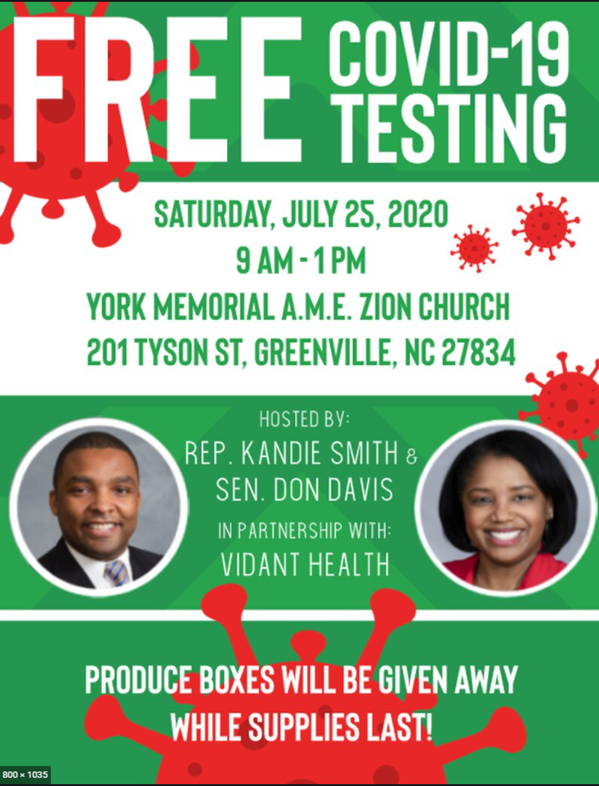 FREE COVID-19
TESTING
SATURDAY, JULY 25, 2020
9 AM - 1 PM
YORK MEMORIAL A.M.E. ZION CHURCH
201 TYSON ST, GREENVILLE, NC 27834
HOSTED BY:
REP. KANDIE SMITH &
SEN. DON DAVIS
IN PARTNERSHIP WITH:
VIDANT HEALTH
PRODUCE BOXES WILL BE GIVEN AWAY
WHILE SUPPLIES LAST!
800 × 1035